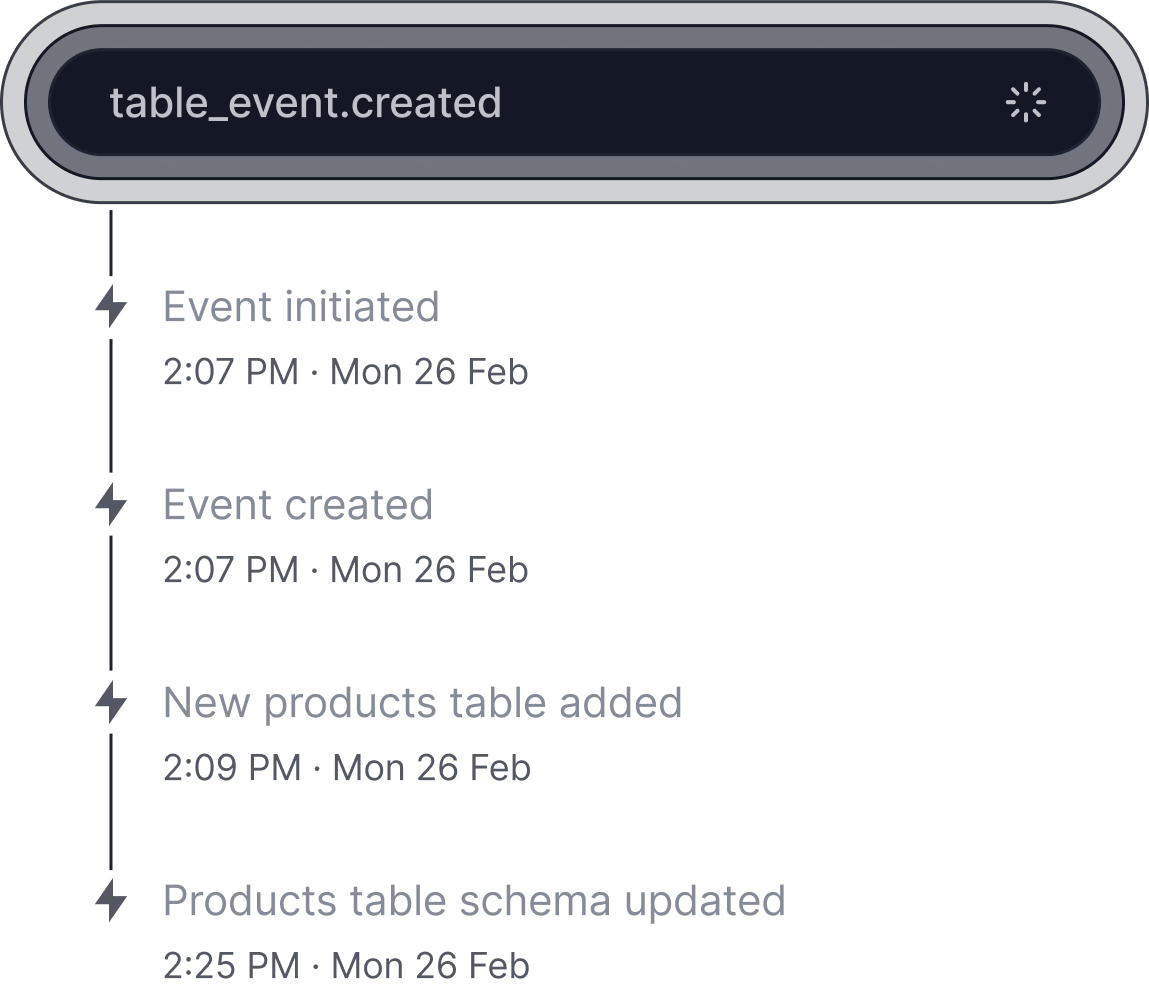 table_event.created
Event initiated
2:07 PM · Mon 26 Feb
Event created
2:07 PM · Mon 26 Feb
New products table added
2:09 PM · Mon 26 Feb
Products table schema updated
2:25 PM · Mon 26 Feb